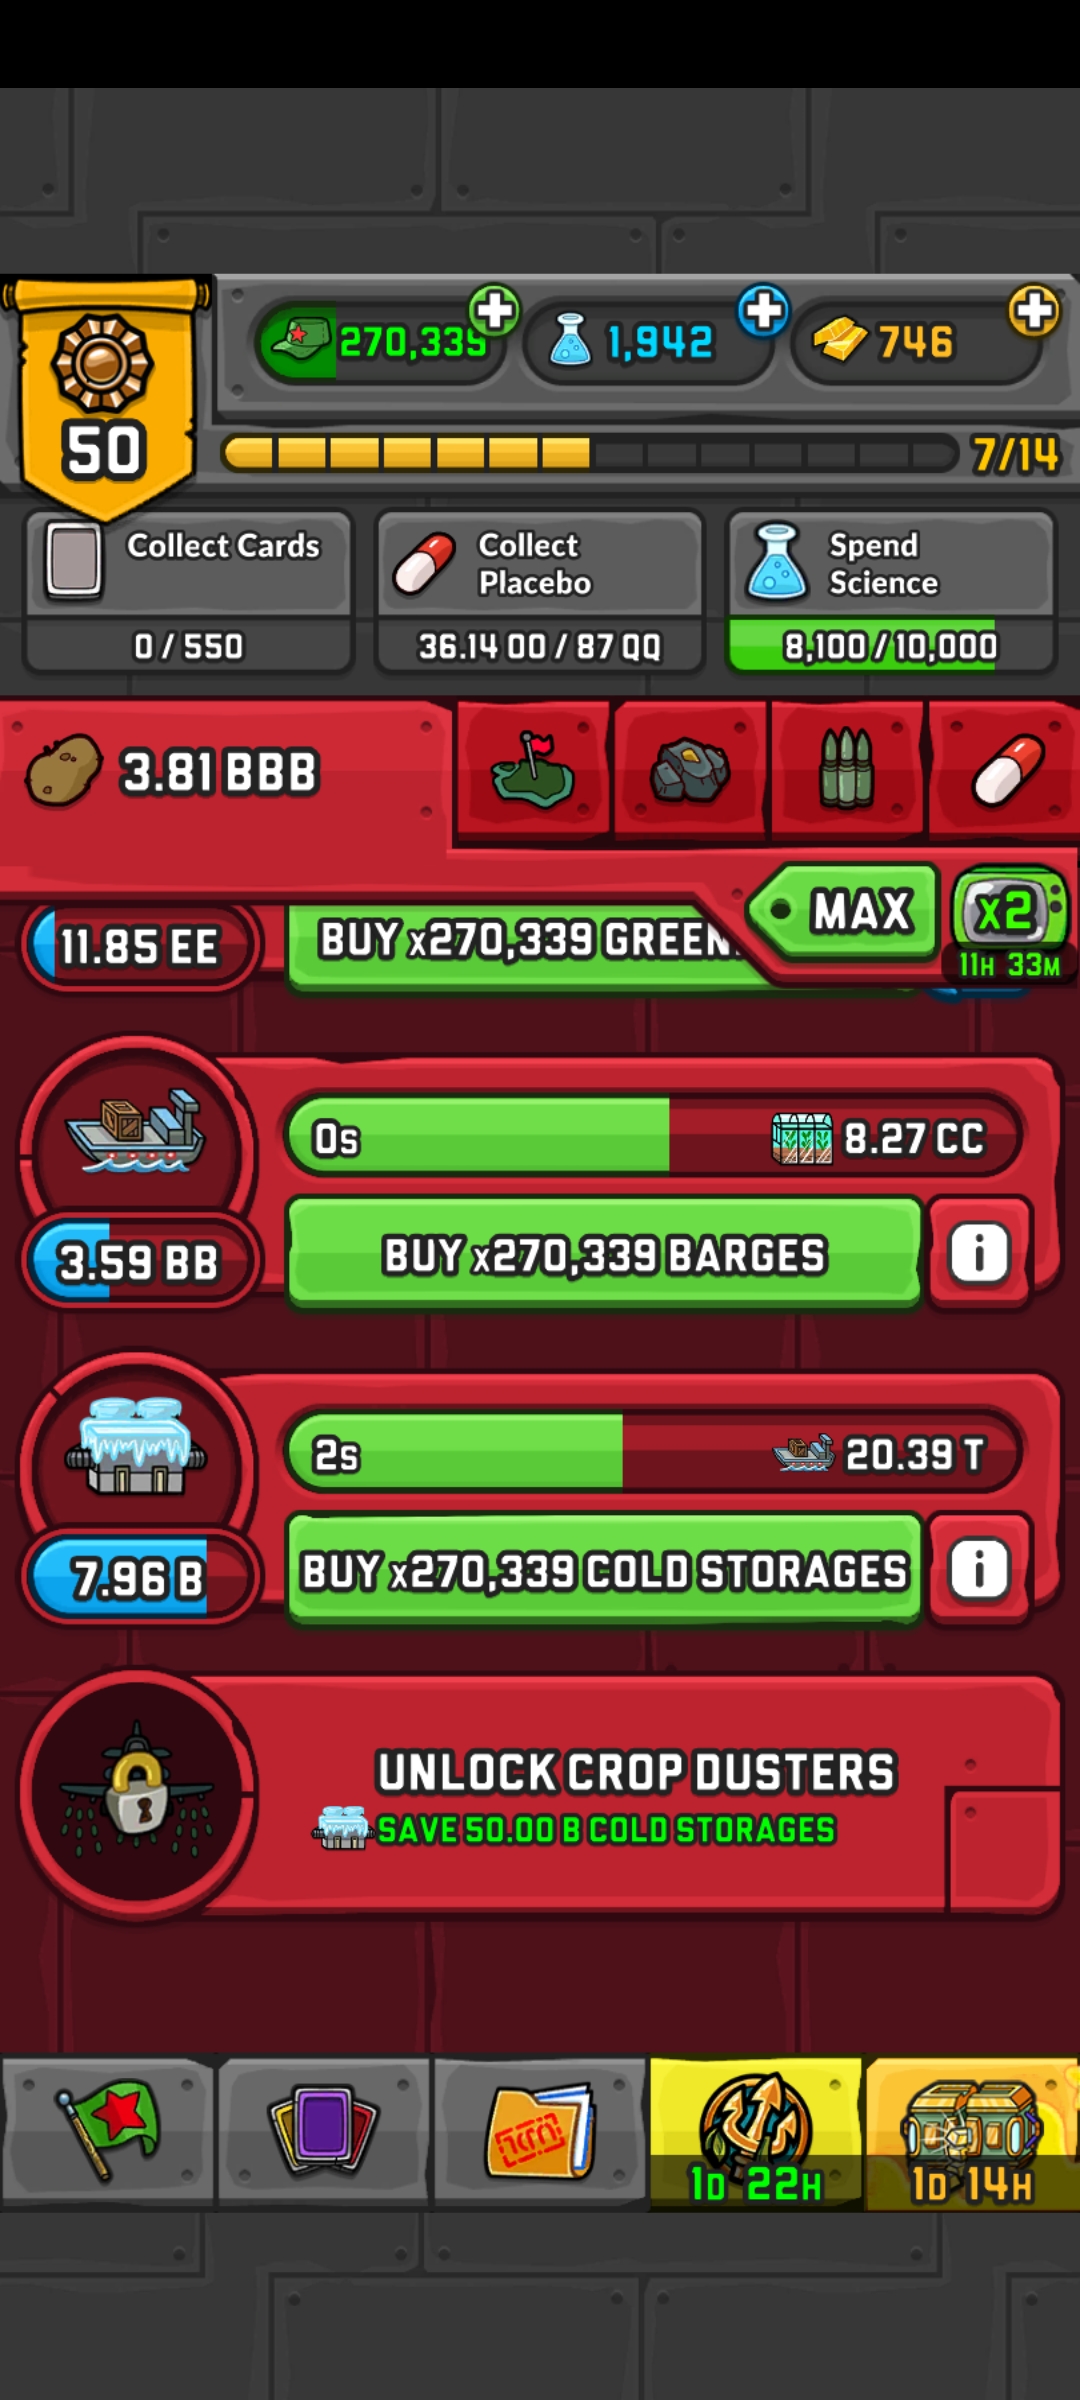 270,339
1,942
746
50
7/14
Collect Cards
0 / 550
Collect
Placebo
36.14 OO / 87 QQ
Spend
Science
8,100 / 10,000
3.81 BBB
MAX
x2
11H 33M
11.85 EE
BUY x270,339 GREEN
0s
8.27 CC
3.59 BB
BUY x270,339 BARGES
i
2s
20.39 T
7.96 B
BUY x270,339 COLD STORAGES
i
UNLOCK CROP DUSTERS
SAVE 50.00 B COLD STORAGES
1D 22H
1D 14H